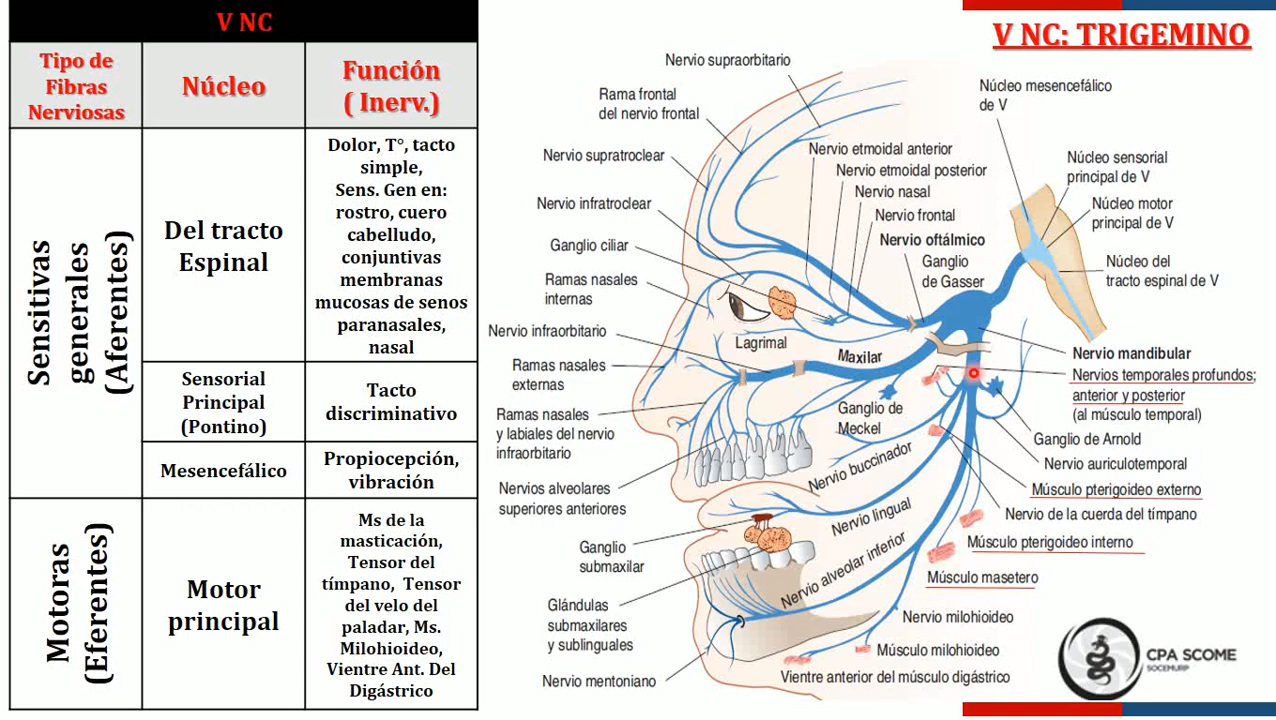 V NC
Tipo de
Fibras
Nerviosas
Núcleo
Función
( Inerv.)
Sensitivas
generales
(Aferentes)
Del tracto
Espinal
Dolor, T°, tacto
simple,
Sens. Gen en:
rostro, cuero
cabelludo,
conjuntivas
membranas
mucosas de senos
paranasales,
nasal
Sensorial
Principal
(Pontino)
Tacto
discriminativo
Mesencefálico
Propiocepción,
vibración
Motoras
(Eferentes)
Motor
principal
Ms de la
masticación,
Tensor del
tímpano, Tensor
del velo del
paladar, Ms.
Milohioideo,
Vientre Ant. Del
Digástrico
V NC: TRIGEMINO
Nervio supraorbitario
Rama frontal
del nervio frontal
Nervio supratroclear
Nervio infratroclear
Ganglio ciliar
Ramas nasales
internas
Nervio infraorbitario
Ramas nasales
externas
Ramas nasales
y labiales del nervio
infraorbitario
Nervios alveolares
superiores anteriores
Ganglio
submaxilar
Glándulas
submaxilares
y sublinguales
Nervio mentoniano
Nervio etmoidal anterior
Nervio etmoidal posterior
Nervio nasal
Nervio frontal
Nervio oftálmico
Ganglio
de Gasser
Lagrimal
Maxilar
Ganglio de
Meckel
Nervio buccinador
Nervio lingual
Nervio alveolar inferior
Núcleo mesencefálico
de V
Núcleo sensorial
principal de V
Núcleo motor
principal de V
Núcleo del
tracto espinal de V
Nervio mandibular
Nervios temporales profundos;
anterior y posterior
(al músculo temporal)
Ganglio de Arnold
Nervio auriculotemporal
Músculo pterigoideo externo
Nervio de la cuerda del tímpano
Músculo pterigoideo interno
Músculo masetero
Nervio milohioideo
Músculo milohioideo
Vientre anterior del músculo digástrico
CPA SCOME
SOCEMURP